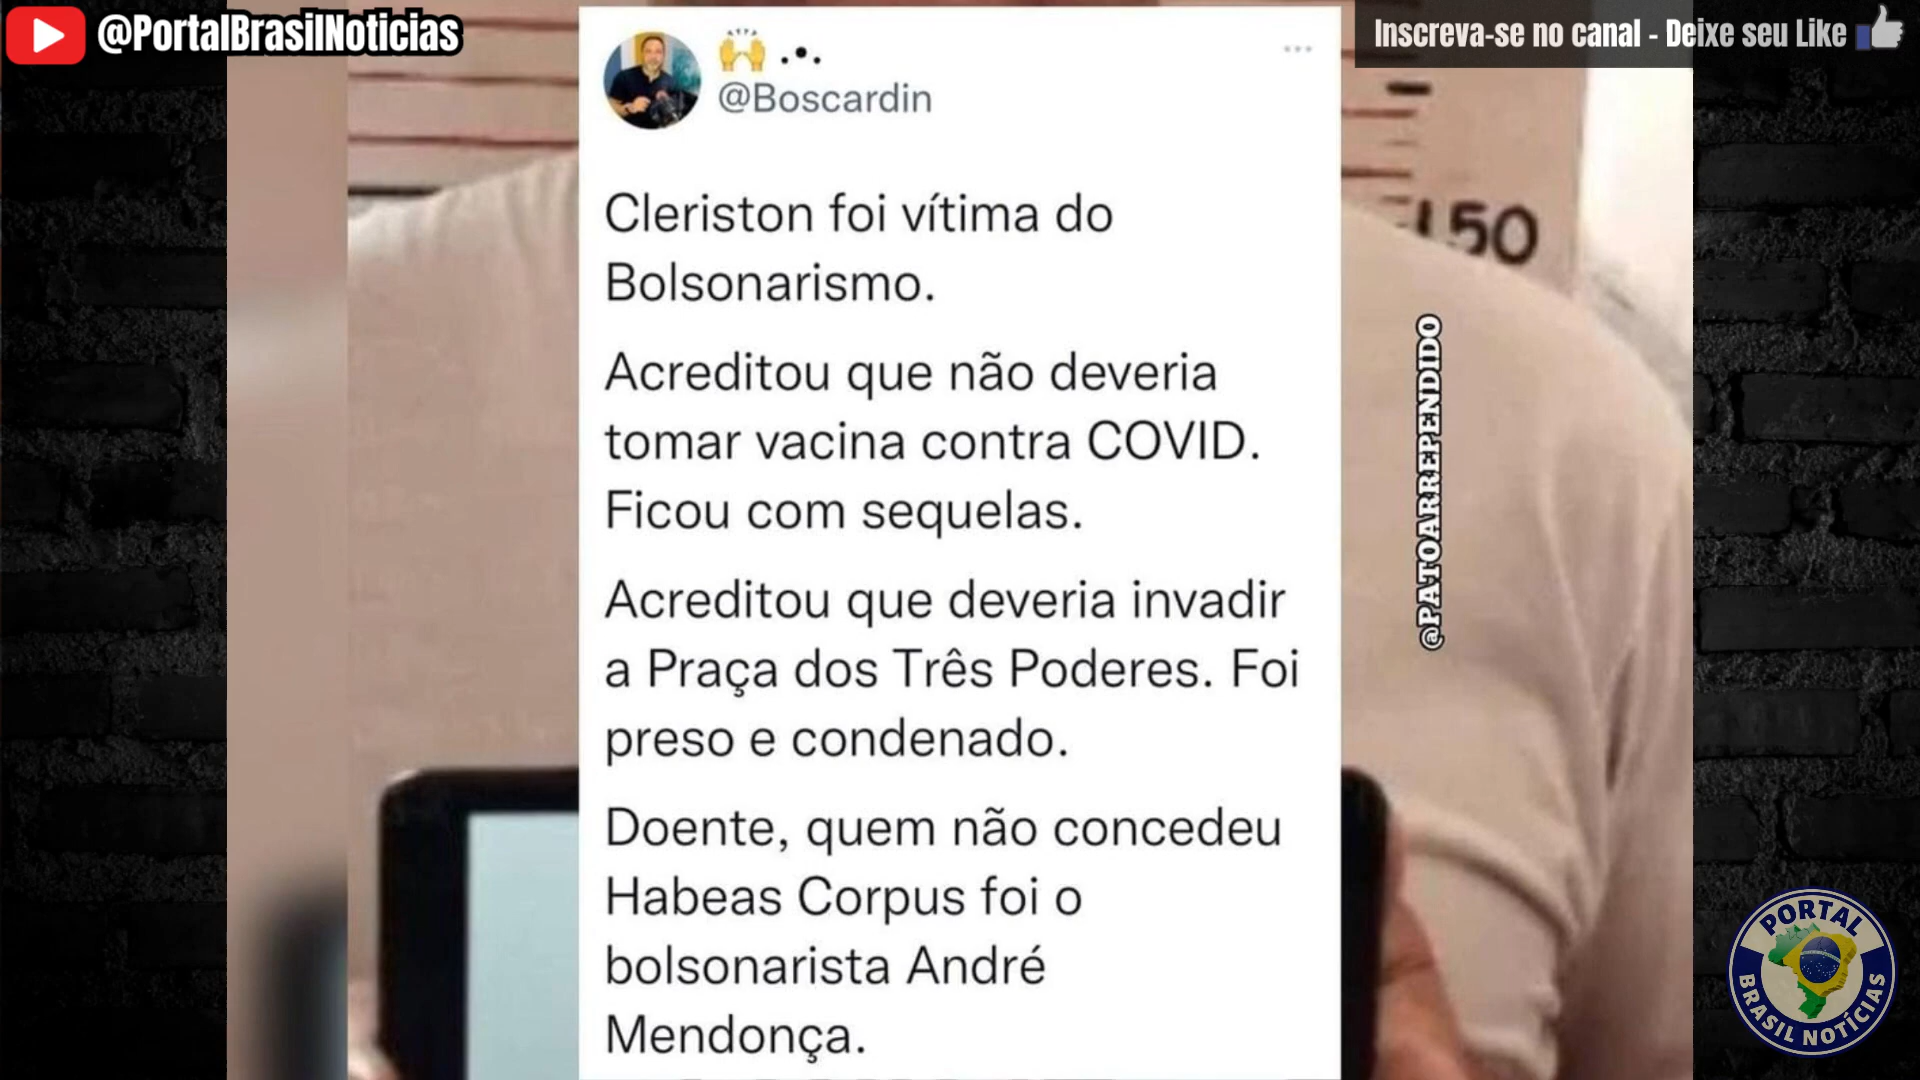 @PortalBrasilNoticias
Inscreva-se no canal - Deixe seu Like
@Boscardin
Cleriston foi vítima do
Bolsonarismo.
Acreditou que não deveria
tomar vacina contra COVID.
Ficou com sequelas.
Acreditou que deveria invadir
a Praça dos Três Poderes. Foi
preso e condenado.
Doente, quem não concedeu
Habeas Corpus foi o
bolsonarista André
Mendonça.
150
@PATOARREPENDIDO
PORTAL
BRASIL NOTÍCIAS